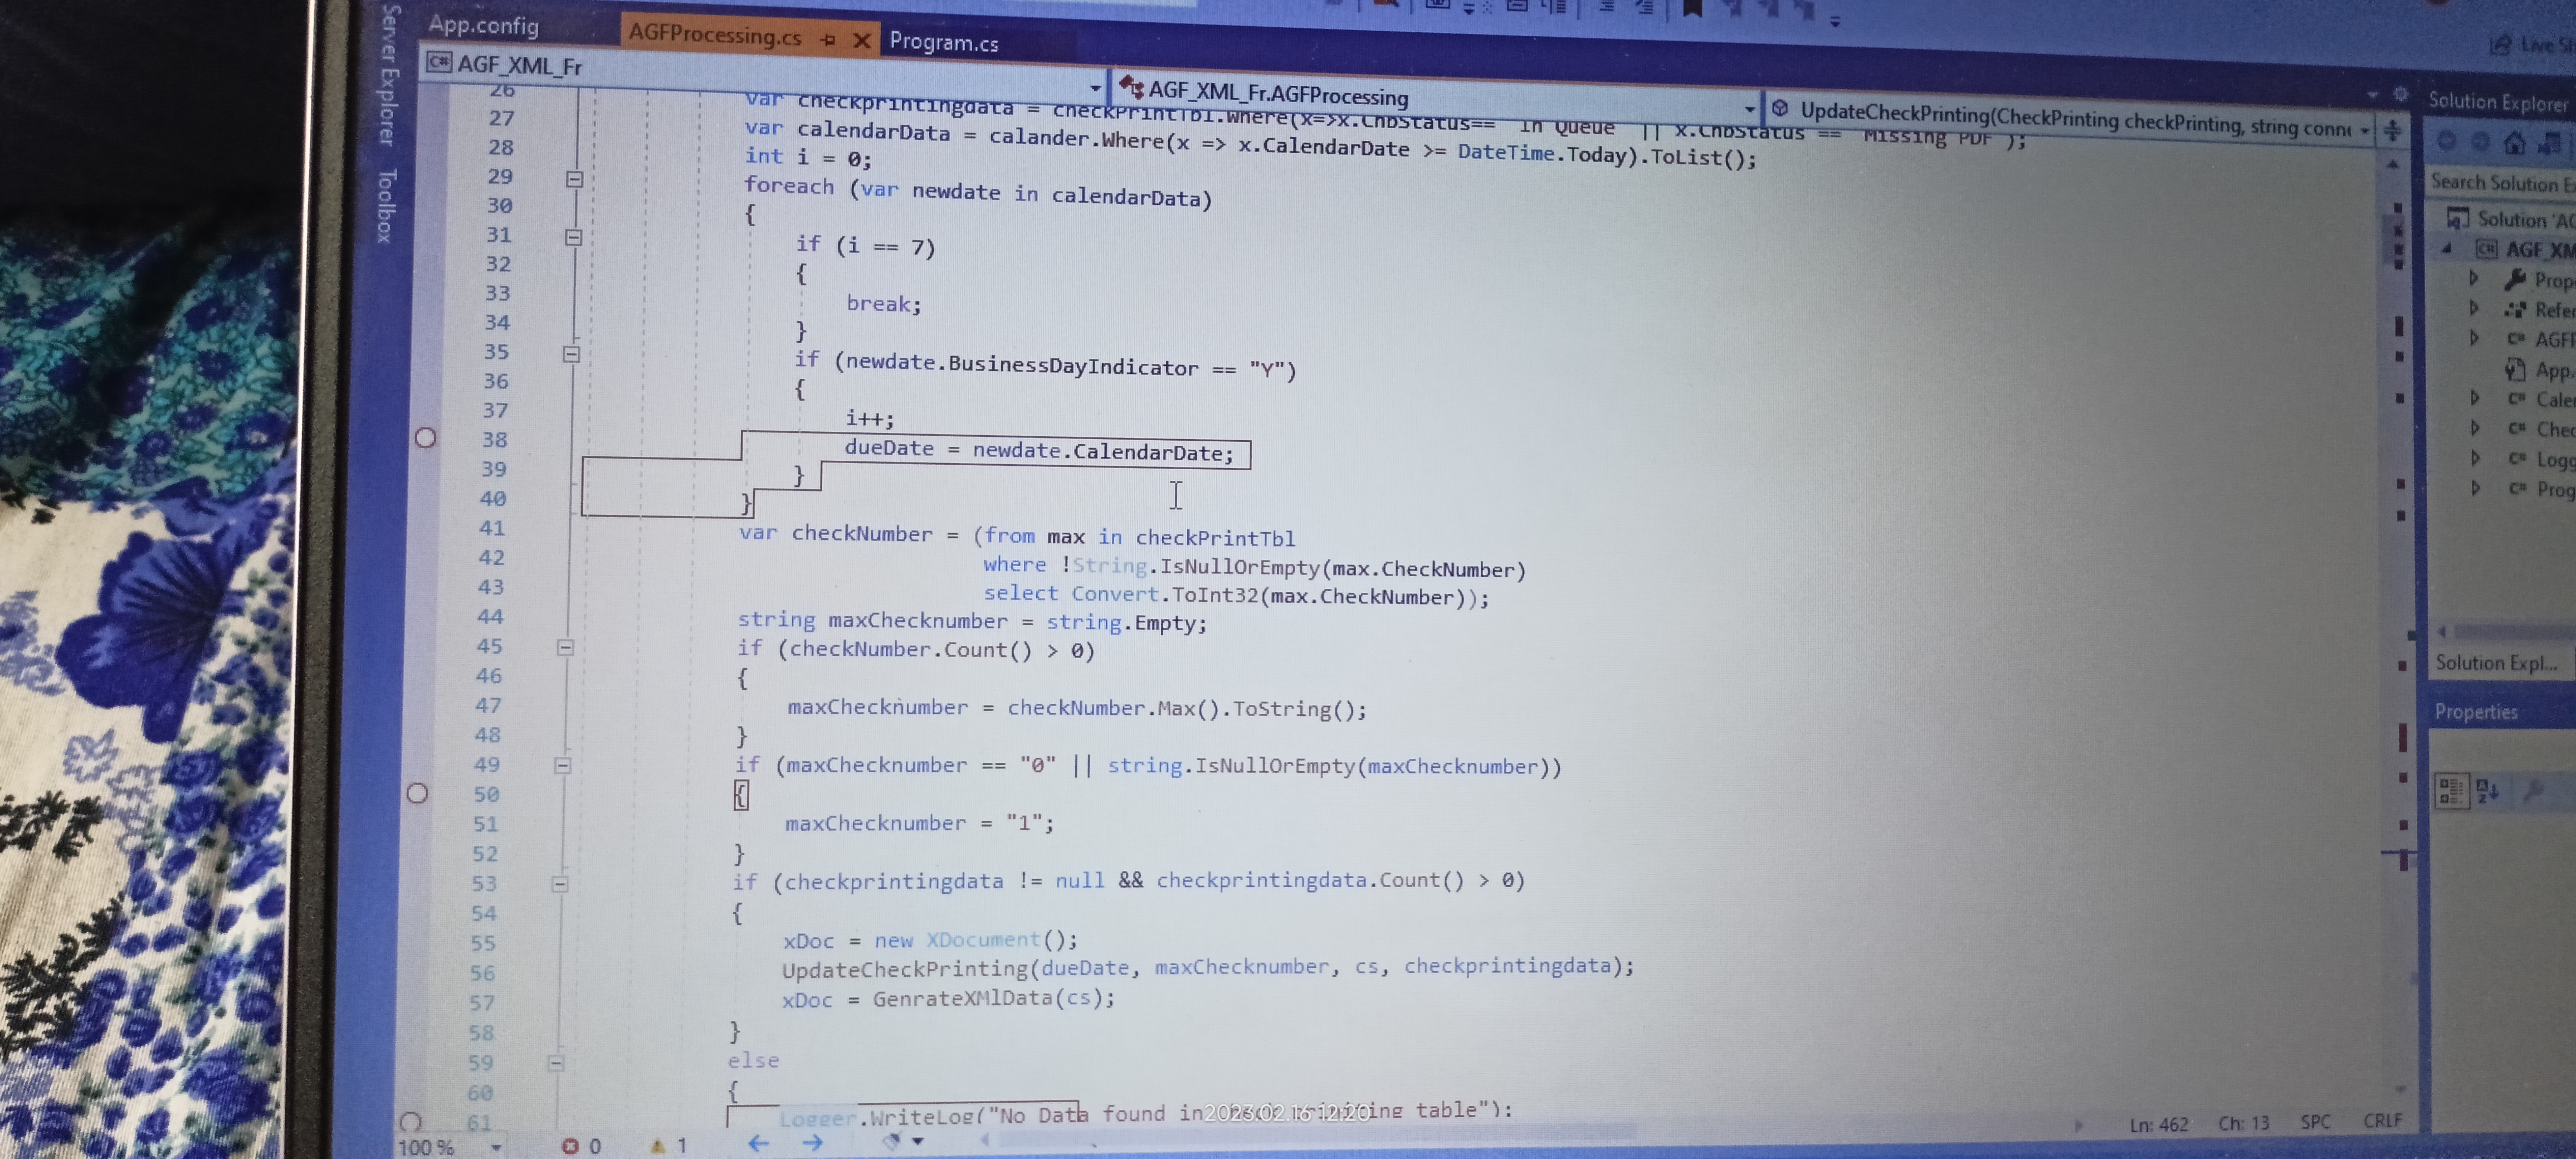 Server Explorer
Toolbox
App.config
AGFProcessing.cs
Program.cs
Live
AGF_XML_Fr
AGF_XML_Fr.AGFProcessing
UpdateCheckPrinting(CheckPrinting checkPrinting, string conn
26 var checkprintingdata = checkPrintTbl.Where(x=>x.ChbStatus== "In Queue" || x.ChbStatus == "Missing PDF");
27 var calendarData = calander.Where(x => x.CalendarDate >= DateTime.Today).ToList();
28 int i = 0;
29 foreach (var newdate in calendarData)
30 {
31 if (i == 7)
32 {
33 break;
34 }
35 if (newdate.BusinessDayIndicator == "Y")
36 {
37 i++;
38 dueDate = newdate.CalendarDate;
39 }
40 }
41 var checkNumber = (from max in checkPrintTbl
42 where !String.IsNullOrEmpty(max.CheckNumber)
43 select Convert.ToInt32(max.CheckNumber));
44 string maxChecknumber = string.Empty;
45 if (checkNumber.Count() > 0)
46 {
47 maxChecknumber = checkNumber.Max().ToString();
48 }
49 if (maxChecknumber == "0" || string.IsNullOrEmpty(maxChecknumber))
50 {
51 maxChecknumber = "1";
52 }
53 if (checkprintingdata != null && checkprintingdata.Count() > 0)
54 {
55 xDoc = new XDocument();
56 UpdateCheckPrinting(dueDate, maxChecknumber, cs, checkprintingdata);
57 xDoc = GenrateXMlData(cs);
58 }
59 else
60 {
61 Logger.WriteLog("No Data found in check printing table");
2023.02.16 12:20
100 %
0
1
Ln: 462
Ch: 13
SPC
CRLF
Solution Explorer
Search Solution E
Solution 'AG
AGF_XM
Prop
Refer
AGFP
App.
Cale
Chec
Logg
Prog
Solution Expl...
Properties